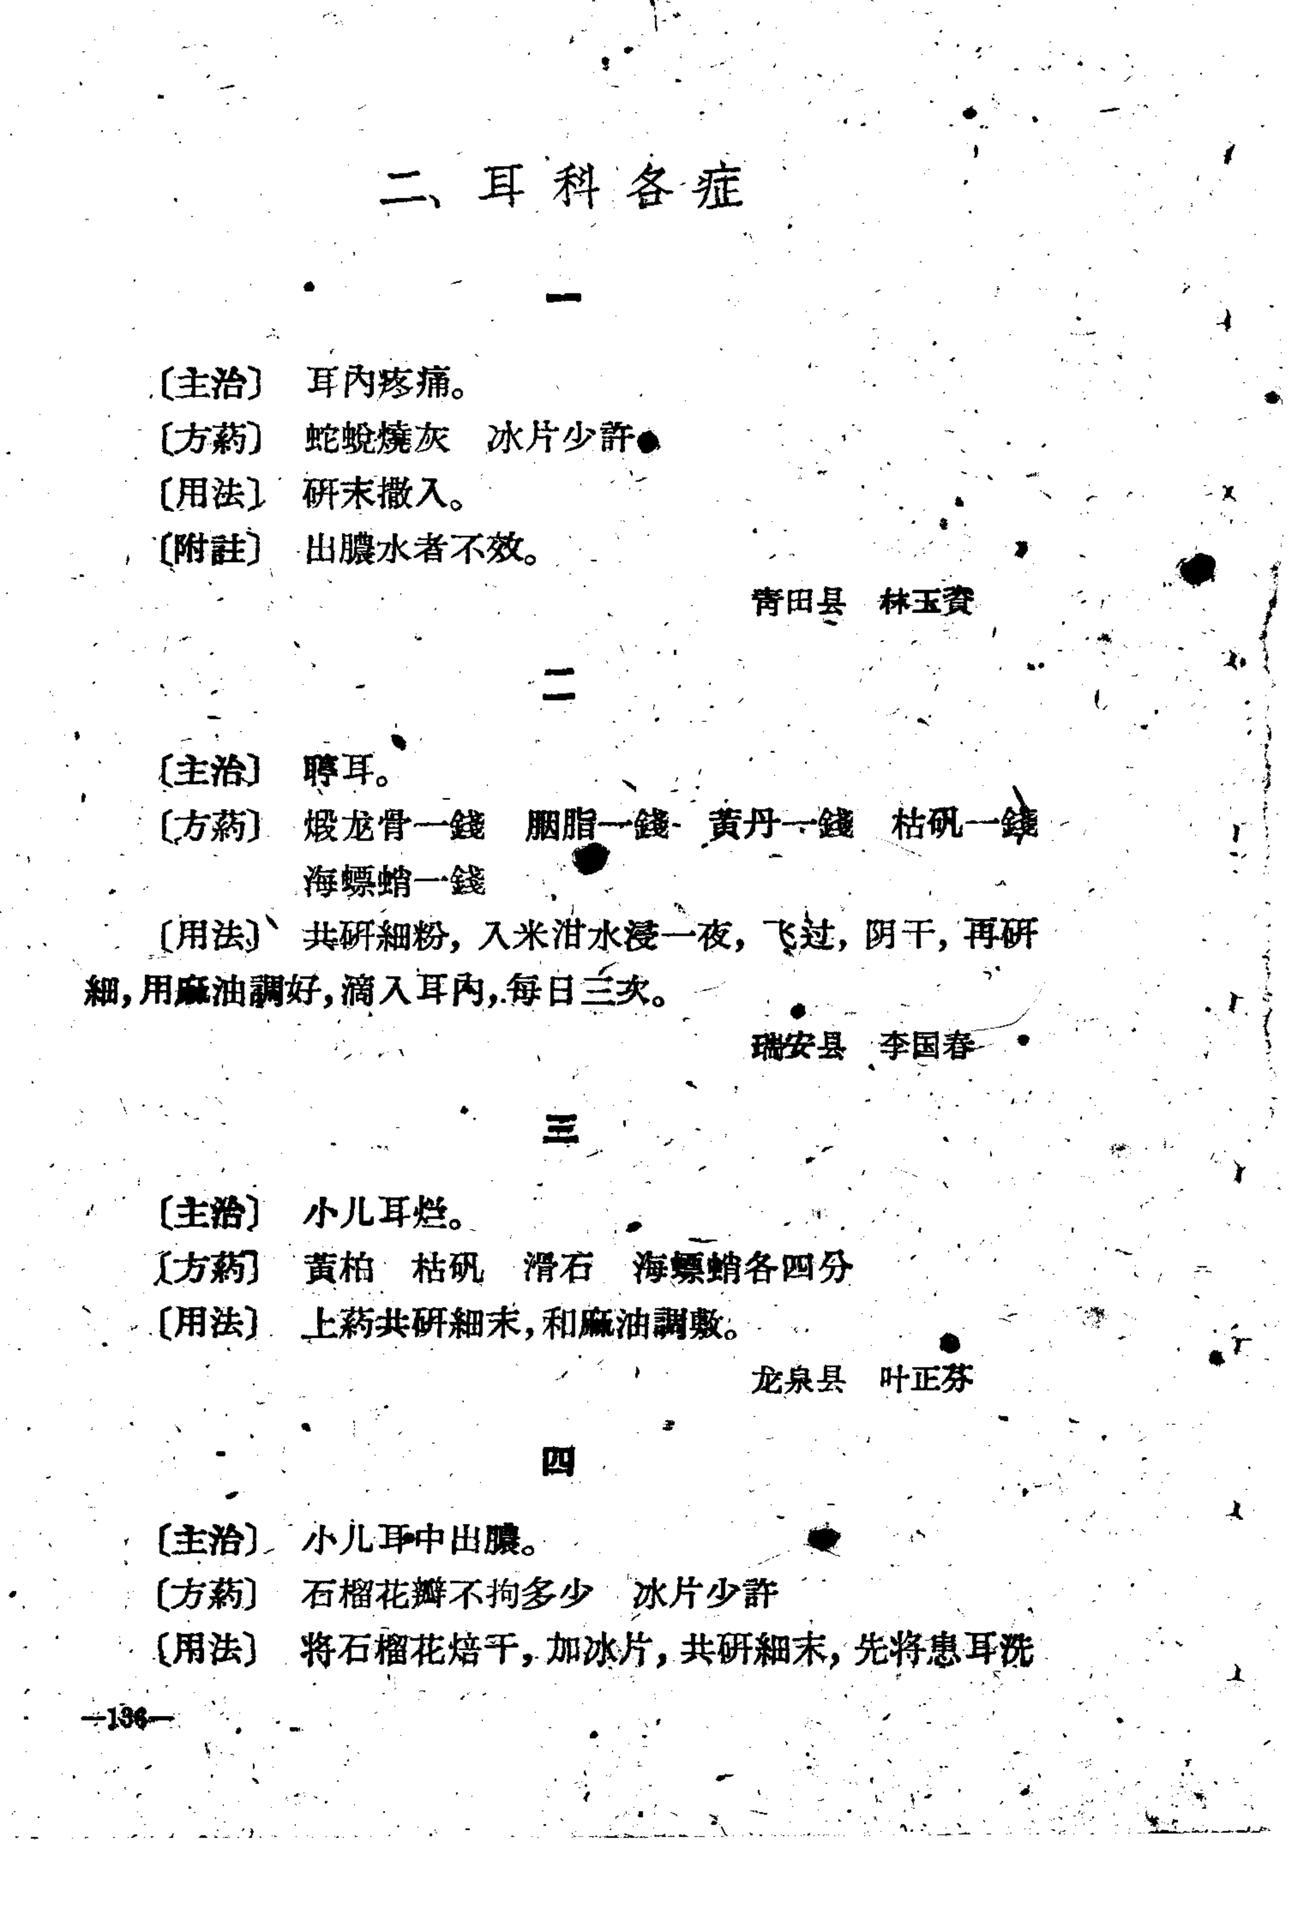 二、耳科各症
一
〔主治〕 耳內疼痛。
〔方葯〕 蛇蛻燒灰 冰片少許
〔用法〕 研末撒入。
〔附註〕 出膿水者不效。
青田县 林玉賚
二
〔主治〕 聤耳。
〔方葯〕 煅龙骨一錢 胭脂一錢 黃丹一錢 枯矾一錢
海螵蛸一錢
〔用法〕 共研細粉，入米泔水浸一夜，飞过，阴干，再研
細，用麻油調好，滴入耳內，每日三次。
瑞安县 李国春
三
〔主治〕 小儿耳烂。
〔方葯〕 黃柏 枯矾 滑石 海螵蛸各四分
〔用法〕 上葯共研細末，和麻油調敷。
龙泉县 叶正芬
四
〔主治〕 小儿耳中出膿。
〔方葯〕 石榴花瓣不拘多少 冰片少許
〔用法〕 将石榴花焙干，加冰片，共研細末，先将患耳洗
—136—